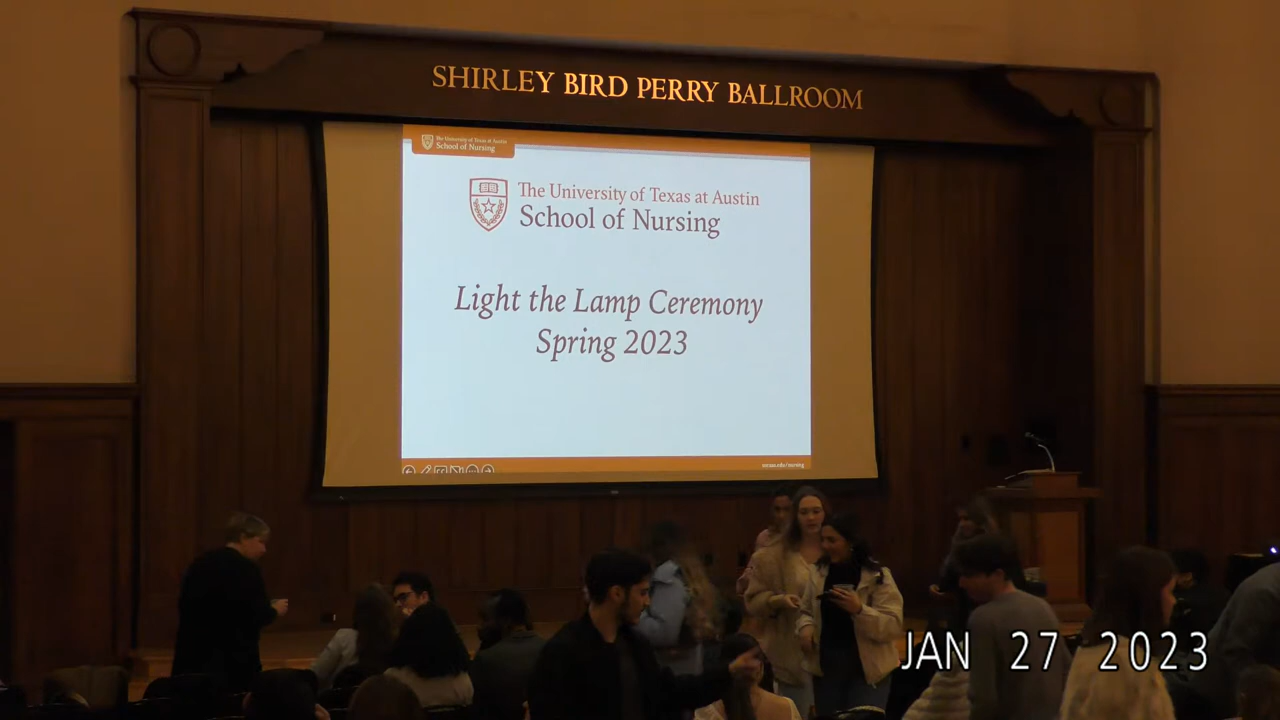 SHIRLEY BIRD PERRY BALLROOM
The University of Texas at Austin
School of Nursing
The University of Texas at Austin
School of Nursing
Light the Lamp Ceremony
Spring 2023
JAN 27 2023